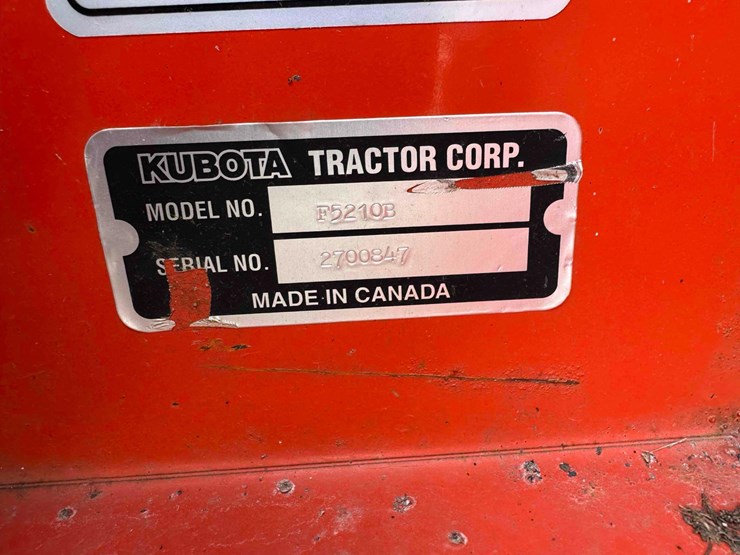 KUBOTA TRACTOR CORP.
MODEL NO. F5210B
SERIAL NO. 2700847
MADE IN CANADA